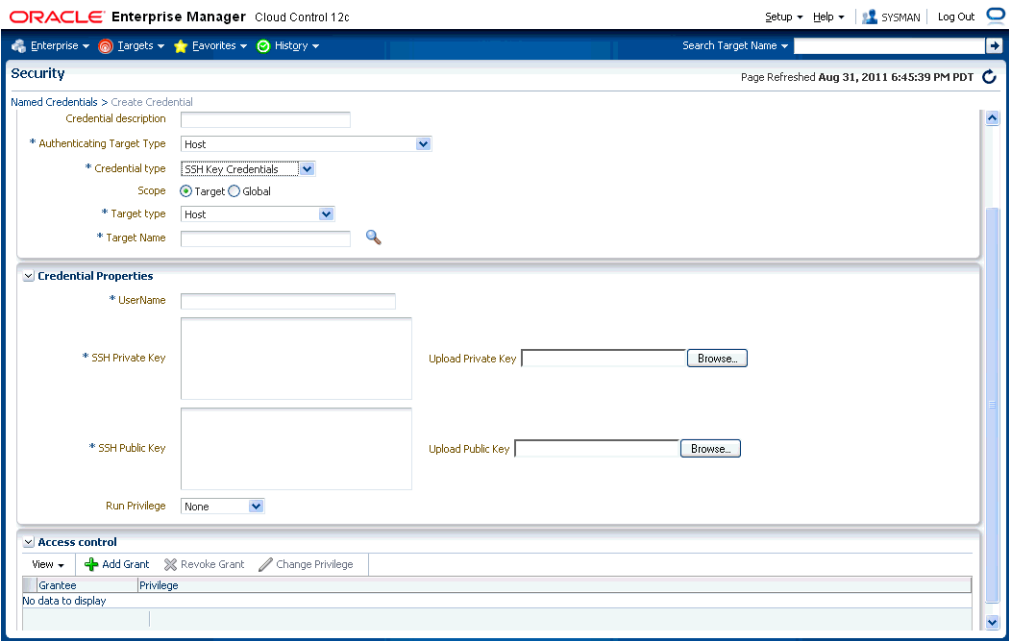 ORACLE Enterprise Manager Cloud Control 12c
Setup Help SYSMAN Log Out
Enterprise Targets Favorites History Search Target Name
Security
Page Refreshed Aug 31, 2011 6:45:39 PM PDT
Named Credentials > Create Credential
Credential description
* Authenticating Target Type Host
* Credential type SSH Key Credentials
Scope Target Global
* Target type Host
* Target Name
Credential Properties
* UserName
* SSH Private Key Upload Private Key Browse...
* SSH Public Key Upload Public Key Browse...
Run Privilege None
Access control
View Add Grant Revoke Grant Change Privilege
Grantee Privilege
No data to display